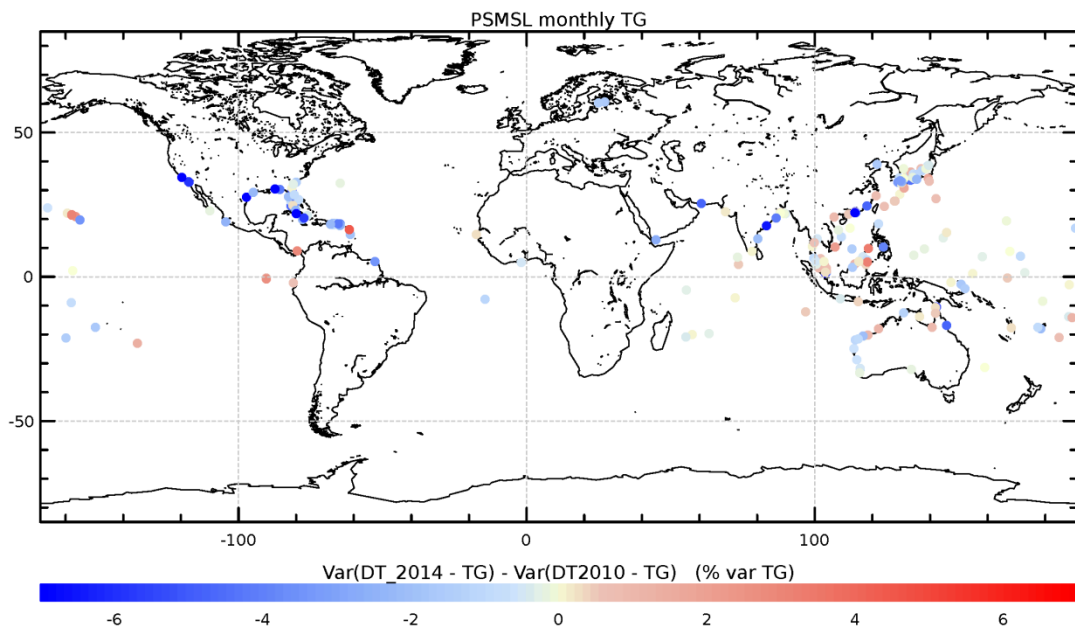 PSMSL monthly TG
50
0
-50
-100 0 100
Var(DT_2014 - TG) - Var(DT2010 - TG) (% var TG)
-6 -4 -2 0 2 4 6